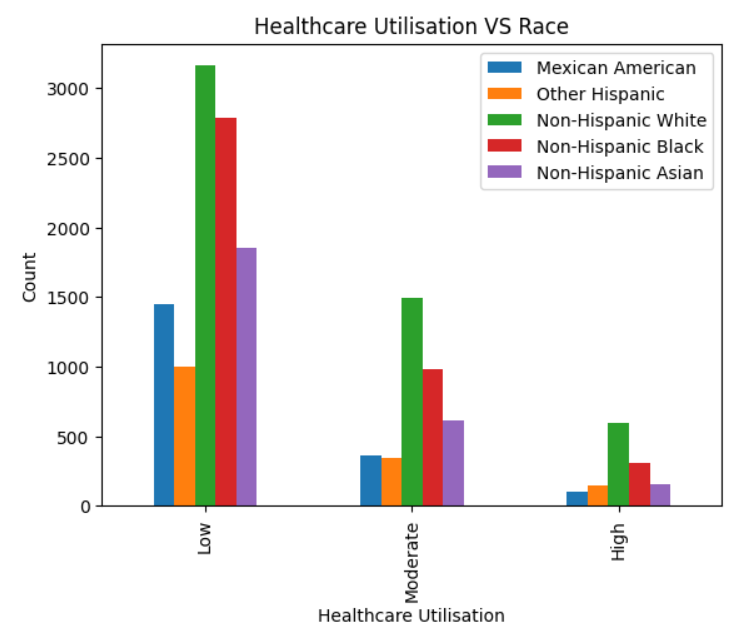 Healthcare Utilisation VS Race
Mexican American
Other Hispanic
Non-Hispanic White
Non-Hispanic Black
Non-Hispanic Asian
3000
2500
2000
1500
1000
500
0
Count
Low
Moderate
High
Healthcare Utilisation